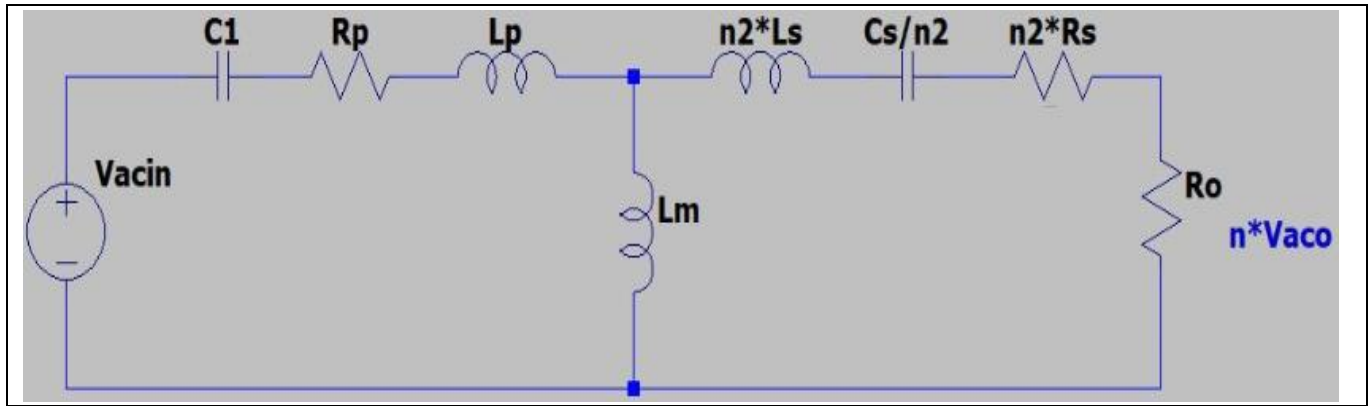 C1 Rp Lp n2*Ls Cs/n2 n2*Rs
Vacin
Lm
Ro
n*Vaco